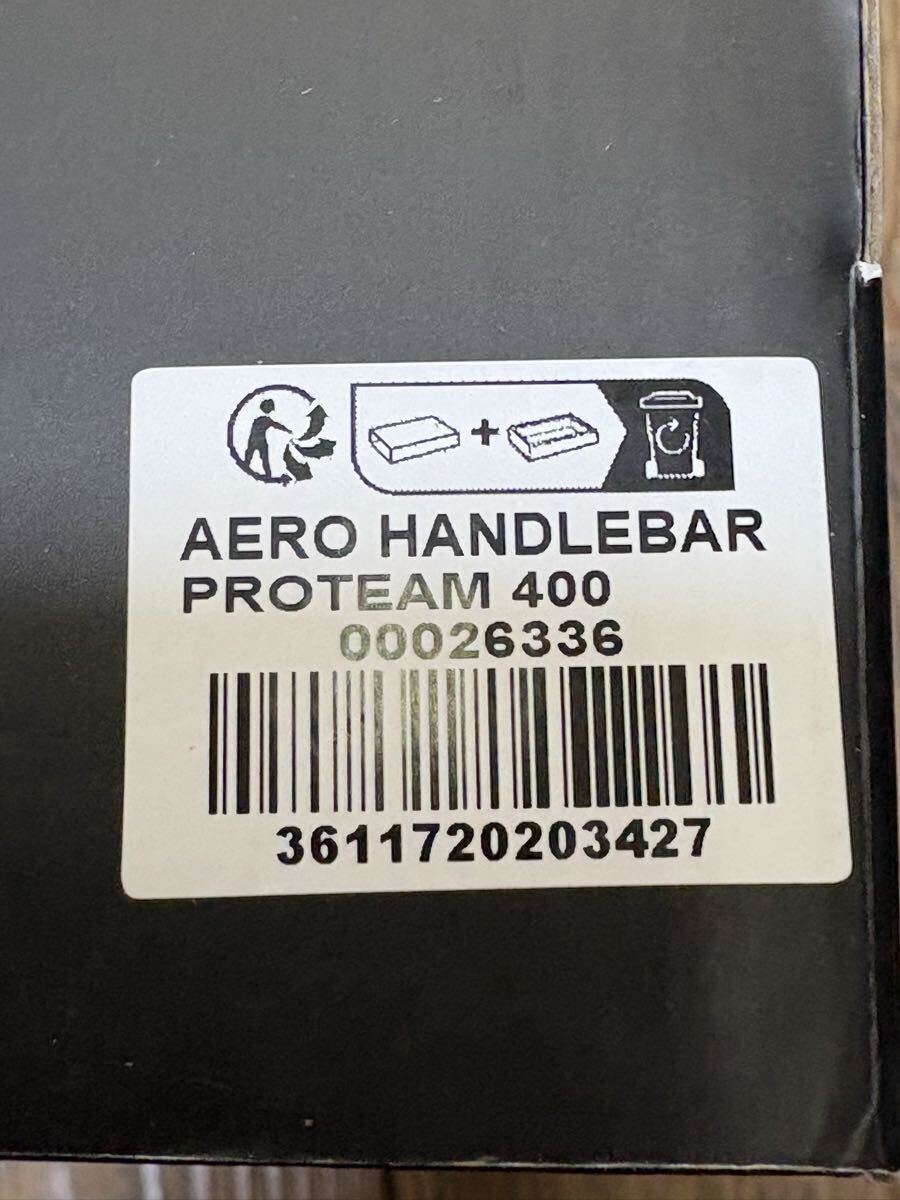 AERO HANDLEBAR
PROTEAM 400
00026336
3611720203427